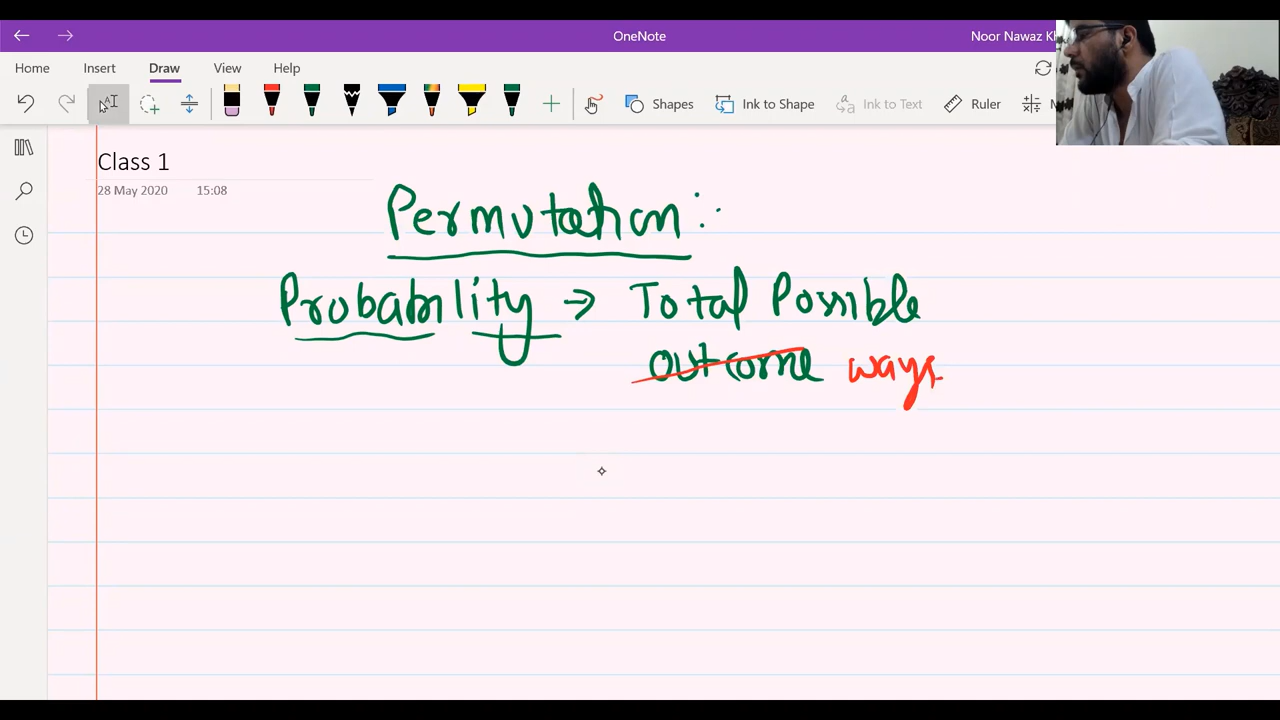 OneNote
Noor Nawaz
Home Insert Draw View Help
Shapes Ink to Shape Ink to Text Ruler
Class 1
28 May 2020 15:08
Permutation :-
Probability → Total Possible
outcome ways